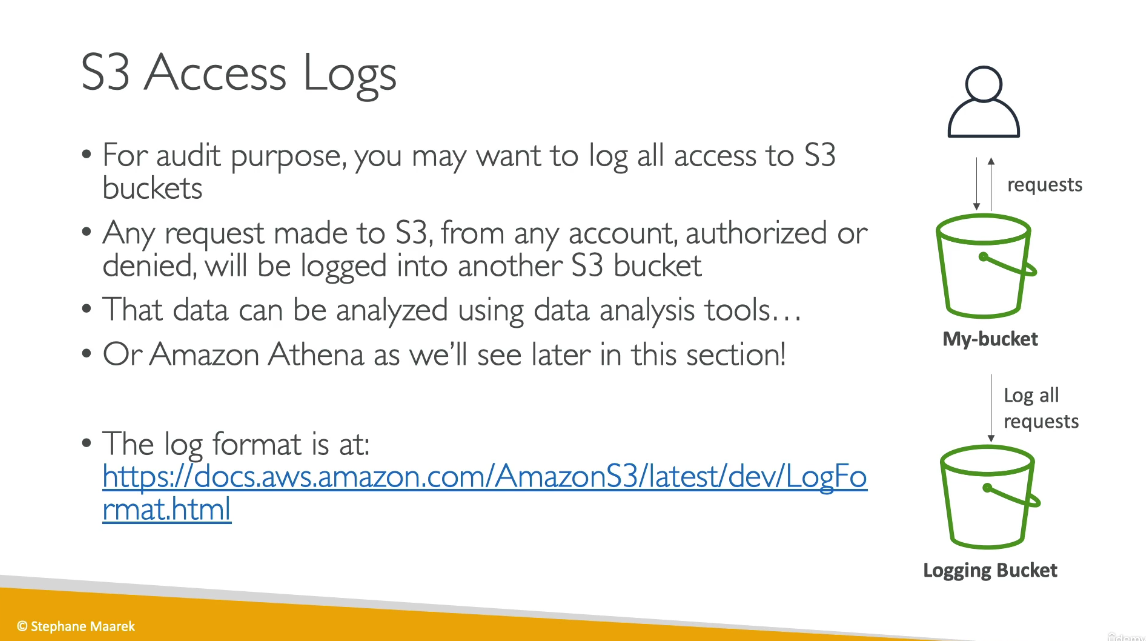 S3 Access Logs
• For audit purpose, you may want to log all access to S3
buckets
• Any request made to S3, from any account, authorized or
denied, will be logged into another S3 bucket
• That data can be analyzed using data analysis tools…
• Or Amazon Athena as we’ll see later in this section!
• The log format is at:
https://docs.aws.amazon.com/AmazonS3/latest/dev/LogFo
rmat.html
requests
My-bucket
Log all
requests
Logging Bucket
© Stephane Maarek